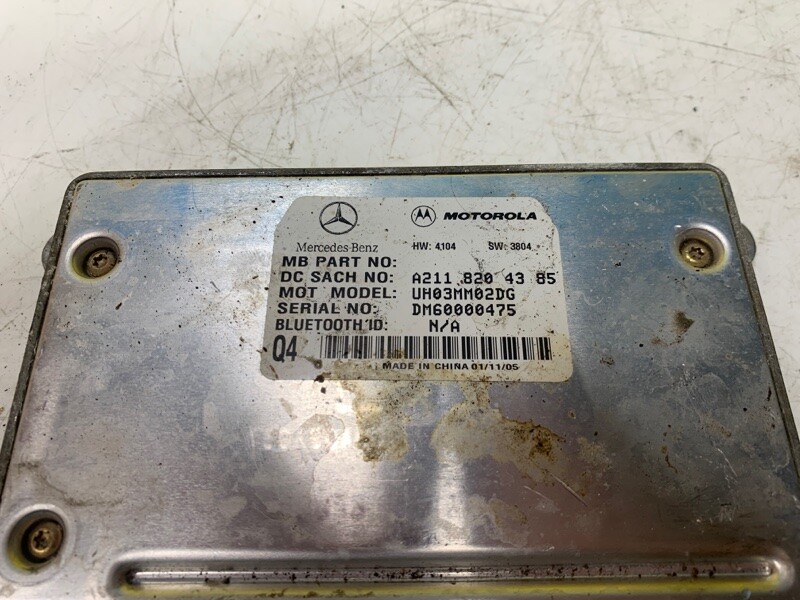 MOTOROLA
Mercedes-Benz HW: 4104 SW: 3804
MB PART NO:
DC SACH NO: A211 820 43 85
MOT MODEL: UH03MM02DG
SERIAL NO: DM60000475
BLUETOOTH ID: N/A
Q4
MADE IN CHINA 01/11/05